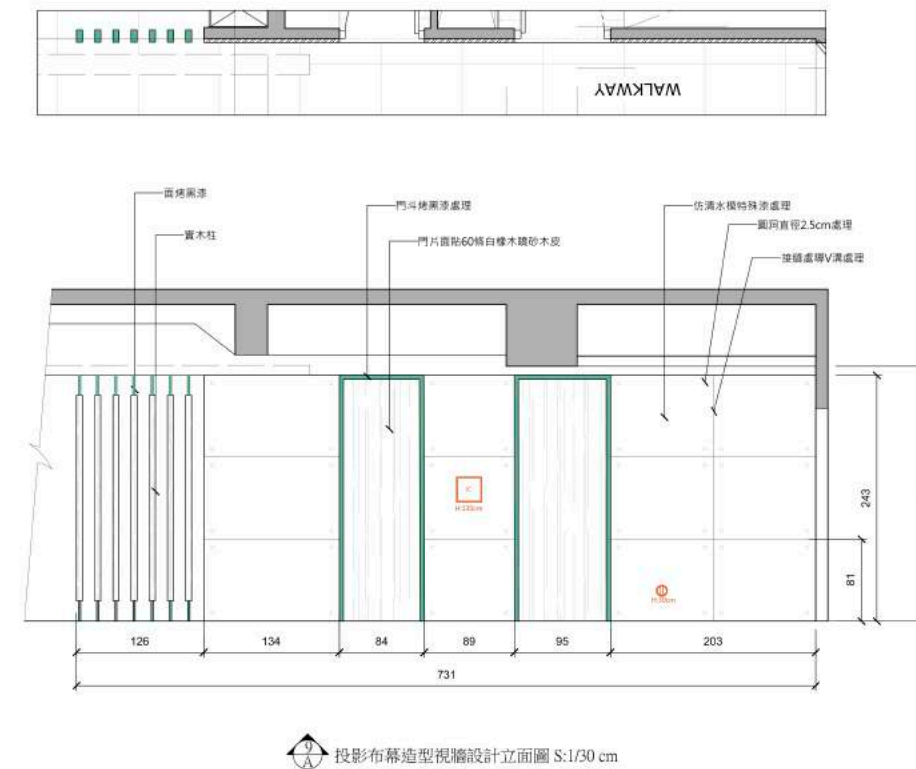 WALKWAY
面烤黑漆
實木柱
門斗烤黑漆處理
門片面貼60條白橡木噴砂木皮
仿清水模特殊漆處理
圓洞直徑2.5cm處理
接縫處導V溝處理
IC
H:120cm
H:30cm
243
81
126
134
84
89
95
203
731
9
A
投影布幕造型視牆設計立面圖 S:1/30 cm